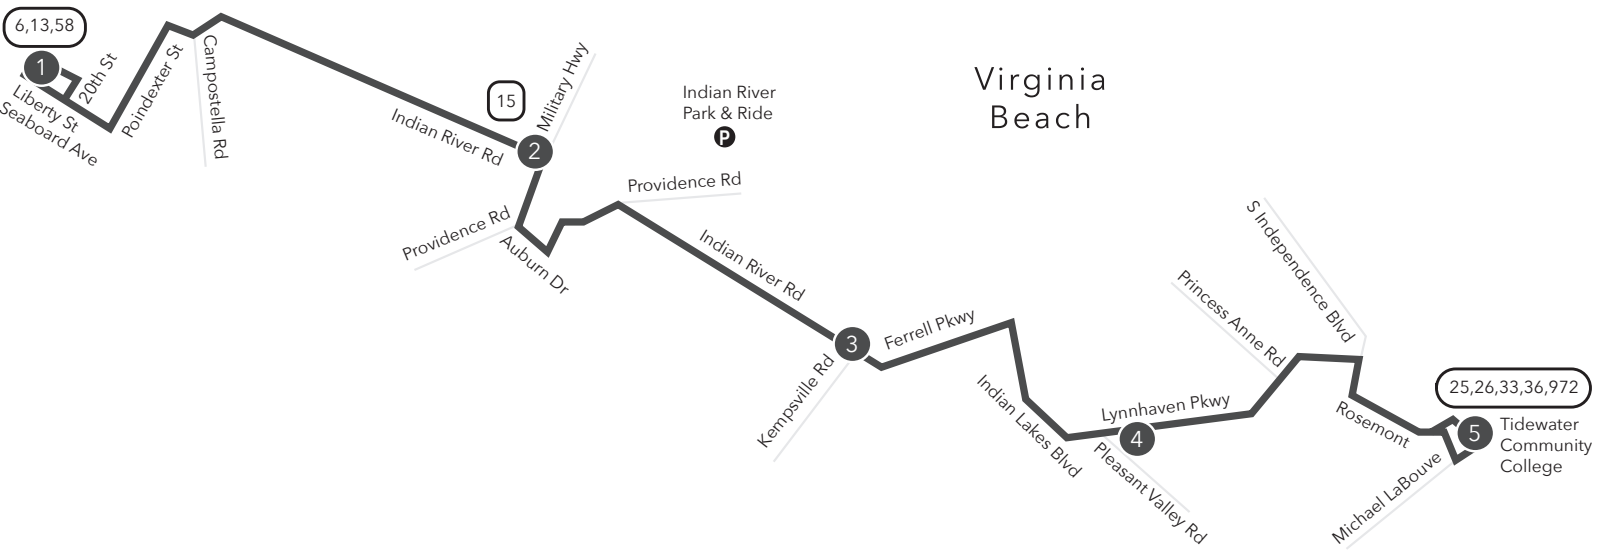 6,13,58
1
20th St
Liberty St
Seaboard Ave
Poindexter St
Campostella Rd
Indian River Rd
15
Military Hwy
2
Indian River
Park & Ride
P
Virginia
Beach
Providence Rd
Providence Rd
Auburn Dr
Indian River Rd
3
Kempsville Rd
Ferrell Pkwy
Indian Lakes Blvd
Lynnhaven Pkwy
4
Pleasant Valley Rd
Princess Anne Rd
S Independence Blvd
Rosemont
25,26,33,36,972
5
Tidewater
Community
College
Michael LaBouve